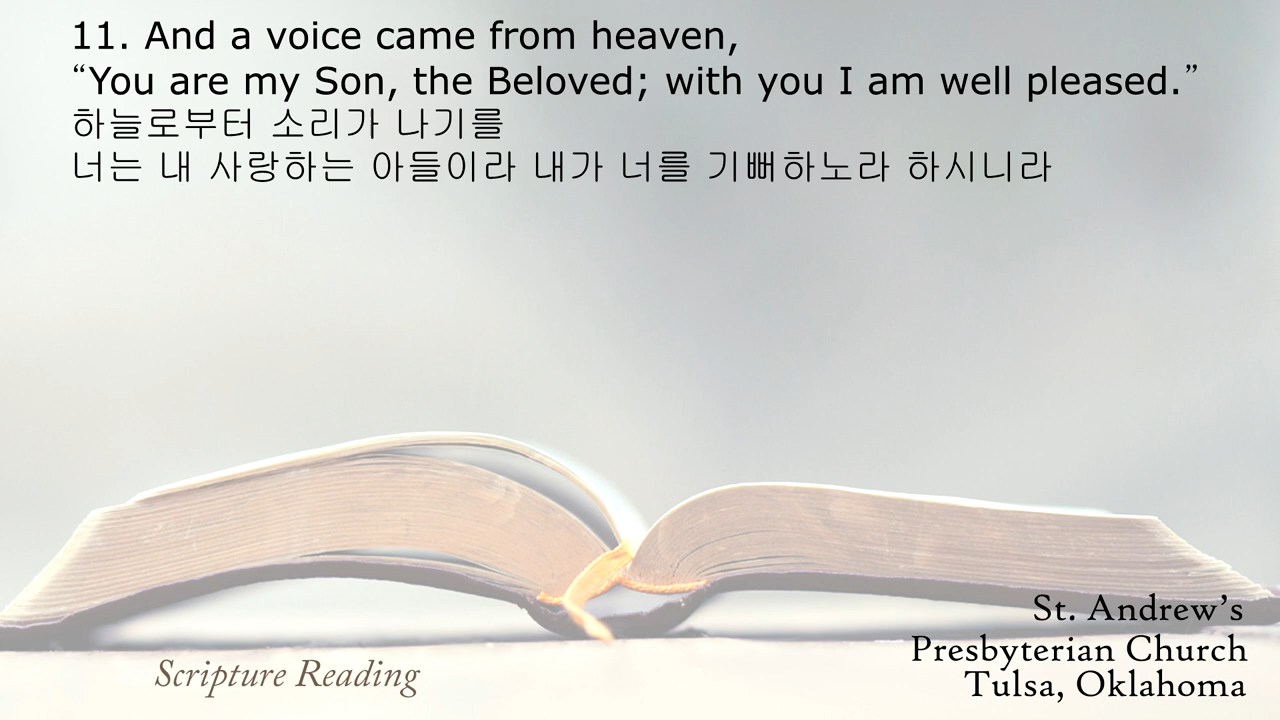 11. And a voice came from heaven,
“You are my Son, the Beloved; with you I am well pleased.”
하늘로부터 소리가 나기를
너는 내 사랑하는 아들이라 내가 너를 기뻐하노라 하시니라
Scripture Reading
St. Andrew’s
Presbyterian Church
Tulsa, Oklahoma